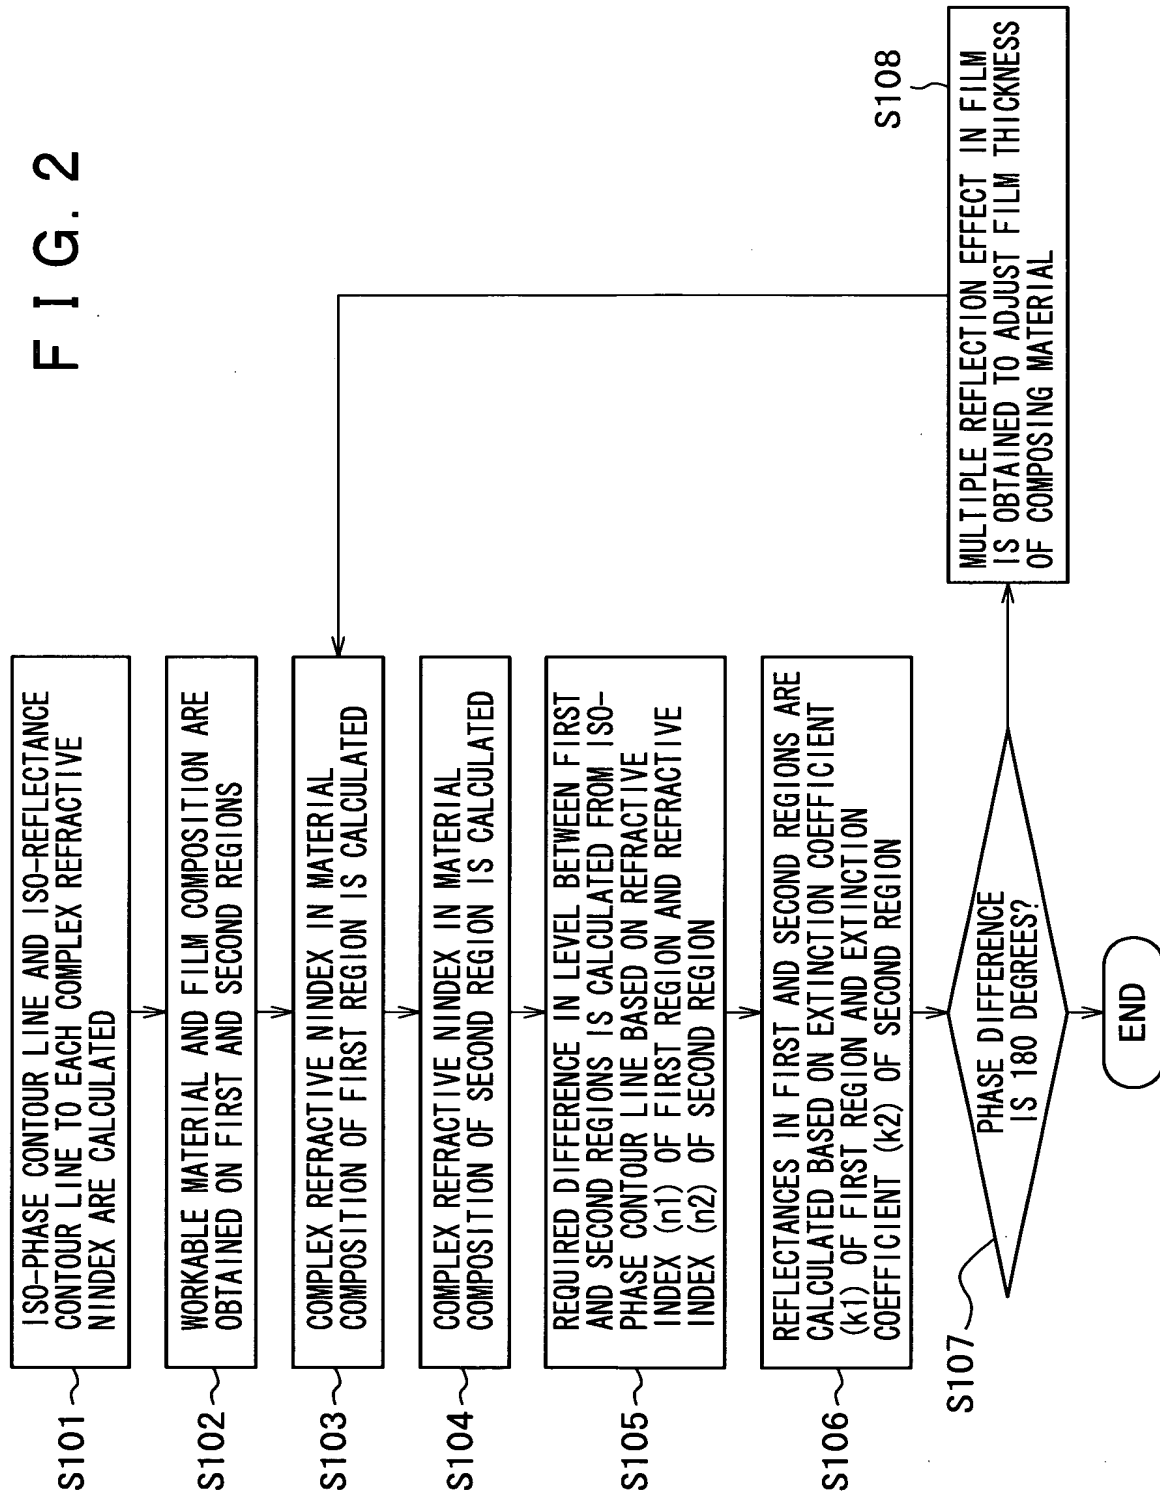 FIG. 2
S101
ISO-PHASE CONTOUR LINE AND ISO-REFLECTANCE
CONTOUR LINE TO EACH COMPLEX REFRACTIVE
NINDEX ARE CALCULATED
S102
WORKABLE MATERIAL AND FILM COMPOSITION ARE
OBTAINED ON FIRST AND SECOND REGIONS
S103
COMPLEX REFRACTIVE NINDEX IN MATERIAL
COMPOSITION OF FIRST REGION IS CALCULATED
S104
COMPLEX REFRACTIVE NINDEX IN MATERIAL
COMPOSITION OF SECOND REGION IS CALCULATED
S105
REQUIRED DIFFERENCE IN LEVEL BETWEEN FIRST
AND SECOND REGIONS IS CALCULATED FROM ISO-
PHASE CONTOUR LINE BASED ON REFRACTIVE
INDEX (n1) OF FIRST REGION AND REFRACTIVE
INDEX (n2) OF SECOND REGION
S106
REFLECTANCES IN FIRST AND SECOND REGIONS ARE
CALCULATED BASED ON EXTINCTION COEFFICIENT
(k1) OF FIRST REGION AND EXTINCTION
COEFFICIENT (k2) OF SECOND REGION
S107
PHASE DIFFERENCE
IS 180 DEGREES?
S108
MULTIPLE REFLECTION EFFECT IN FILM
IS OBTAINED TO ADJUST FILM THICKNESS
OF COMPOSING MATERIAL
END